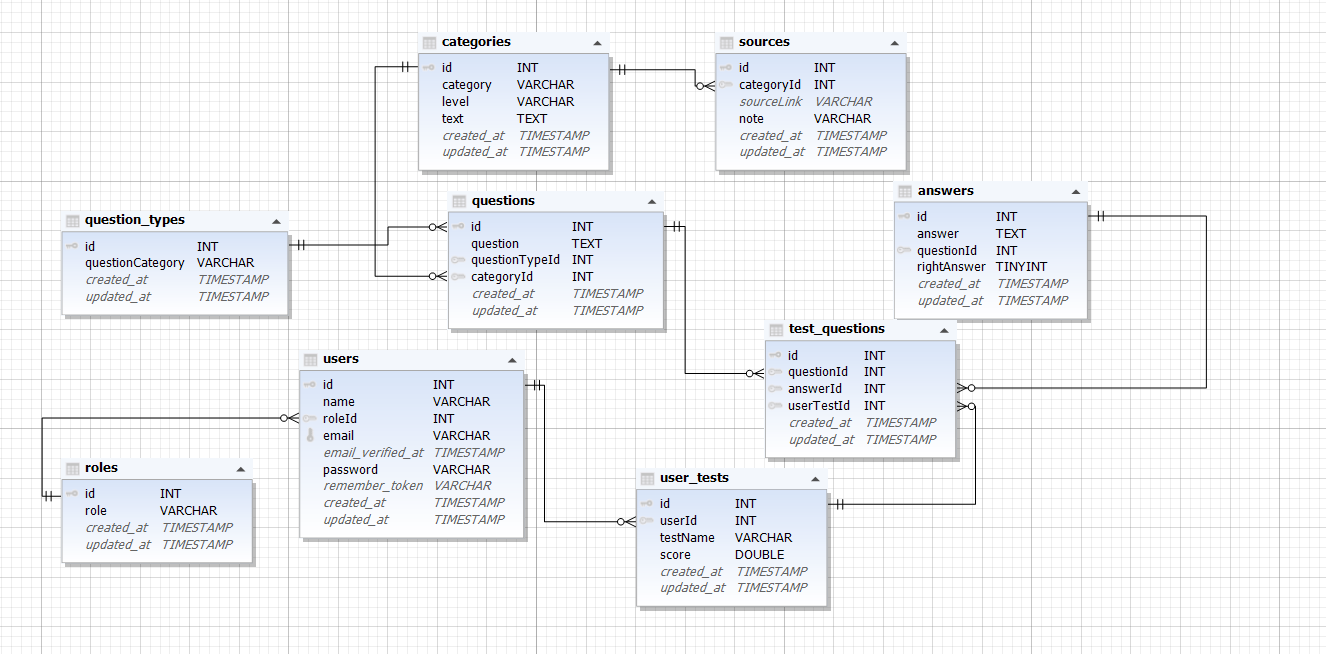 categories
id INT
category VARCHAR
level VARCHAR
text TEXT
created_at TIMESTAMP
updated_at TIMESTAMP
sources
id INT
categoryId INT
sourceLink VARCHAR
note VARCHAR
created_at TIMESTAMP
updated_at TIMESTAMP
answers
id INT
answer TEXT
questionId INT
rightAnswer TINYINT
created_at TIMESTAMP
updated_at TIMESTAMP
questions
id INT
question TEXT
questionTypeId INT
categoryId INT
created_at TIMESTAMP
updated_at TIMESTAMP
question_types
id INT
questionCategory VARCHAR
created_at TIMESTAMP
updated_at TIMESTAMP
test_questions
id INT
questionId INT
answerId INT
userTestId INT
created_at TIMESTAMP
updated_at TIMESTAMP
users
id INT
name VARCHAR
roleId INT
email VARCHAR
email_verified_at TIMESTAMP
password VARCHAR
remember_token VARCHAR
created_at TIMESTAMP
updated_at TIMESTAMP
roles
id INT
role VARCHAR
created_at TIMESTAMP
updated_at TIMESTAMP
user_tests
id INT
userId INT
testName VARCHAR
score DOUBLE
created_at TIMESTAMP
updated_at TIMESTAMP